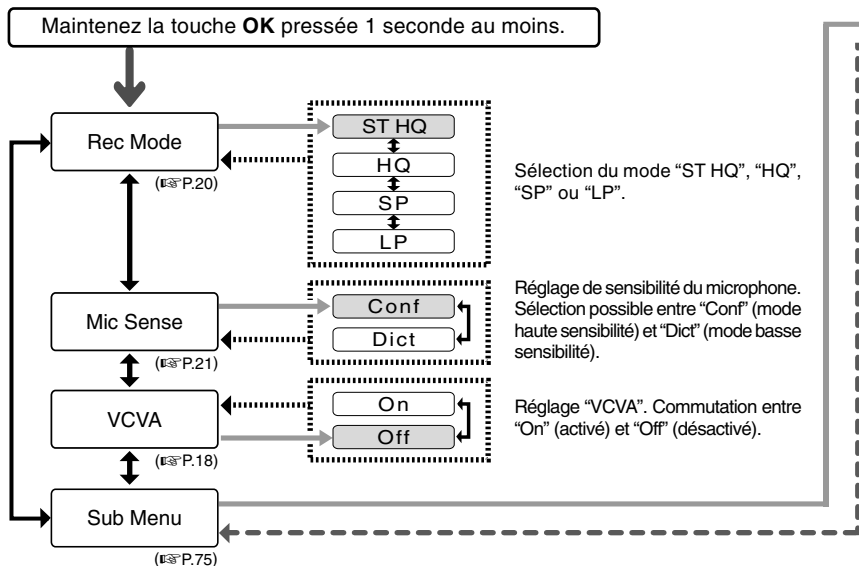 Maintenez la touche OK pressée 1 seconde au moins.
Rec Mode
(☞P.20)
ST HQ
HQ
SP
LP
Sélection du mode “ST HQ”, “HQ”,
“SP” ou “LP”.
Mic Sense
(☞P.21)
Conf
Dict
Réglage de sensibilité du microphone.
Sélection possible entre “Conf” (mode
haute sensibilité) et “Dict” (mode basse
sensibilité).
VCVA
(☞P.18)
On
Off
Réglage “VCVA”. Commutation entre
“On” (activé) et “Off” (désactivé).
Sub Menu
(☞P.75)